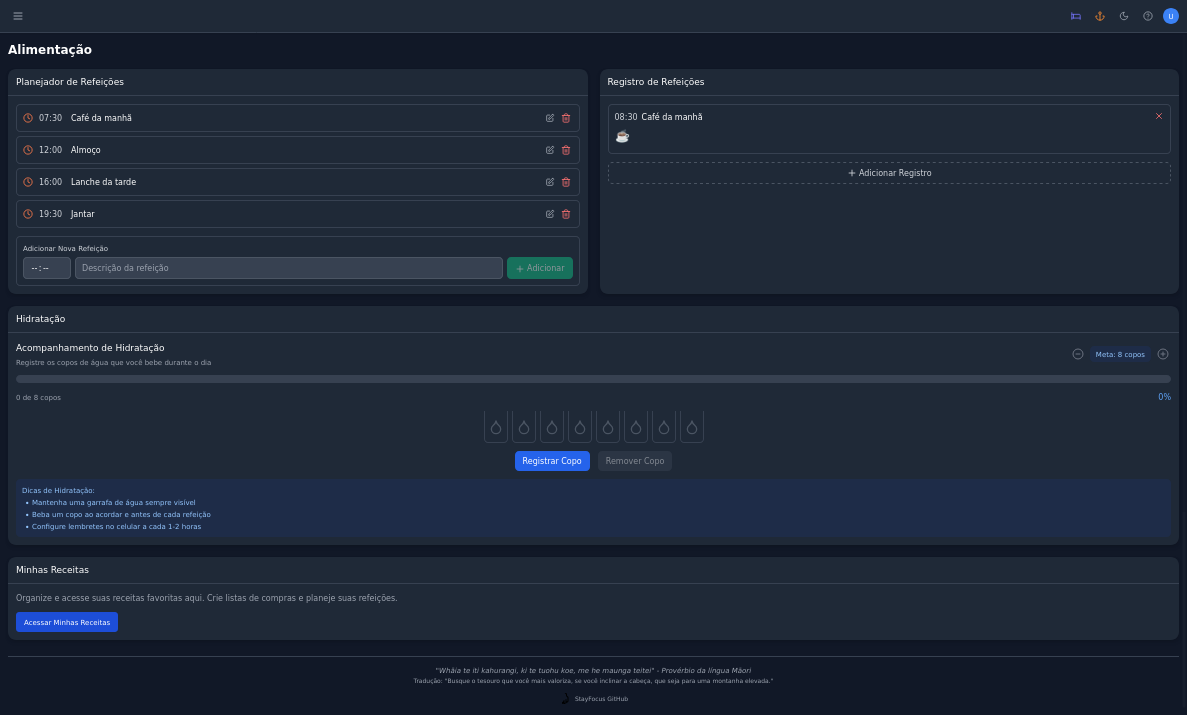 U
Alimentação
Planejador de Refeições
07:30 Café da manhã
12:00 Almoço
16:00 Lanche da tarde
19:30 Jantar
Adicionar Nova Refeição
--:-- Descrição da refeição + Adicionar
Registro de Refeições
08:30 Café da manhã
+ Adicionar Registro
Hidratação
Acompanhamento de Hidratação
Registre os copos de água que você bebe durante o dia
Meta: 8 copos
0 de 8 copos 0%
Registrar Copo Remover Copo
Dicas de Hidratação:
• Mantenha uma garrafa de água sempre visível
• Beba um copo ao acordar e antes de cada refeição
• Configure lembretes no celular a cada 1-2 horas
Minhas Receitas
Organize e acesse suas receitas favoritas aqui. Crie listas de compras e planeje suas refeições.
Acessar Minhas Receitas
"Whāia te iti kahurangi, ki te tuohu koe, me he maunga teitei" - Provérbio da língua Māori
Tradução: "Busque o tesouro que você mais valoriza, se você inclinar a cabeça, que seja para uma montanha elevada."
StayFocus GitHub